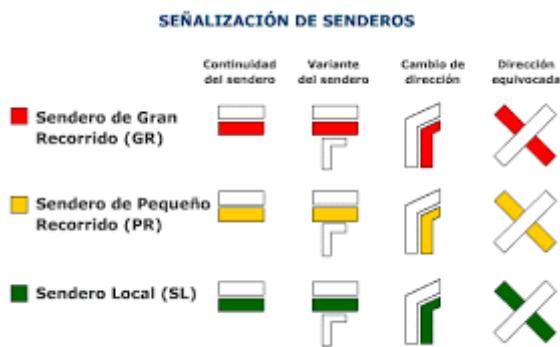 SEÑALIZACIÓN DE SENDEROS
Continuidad
del sendero
Variante
del sendero
Cambio de
dirección
Dirección
equivocada
Sendero de Gran
Recorrido (GR)
Sendero de Pequeño
Recorrido (PR)
Sendero Local (SL)